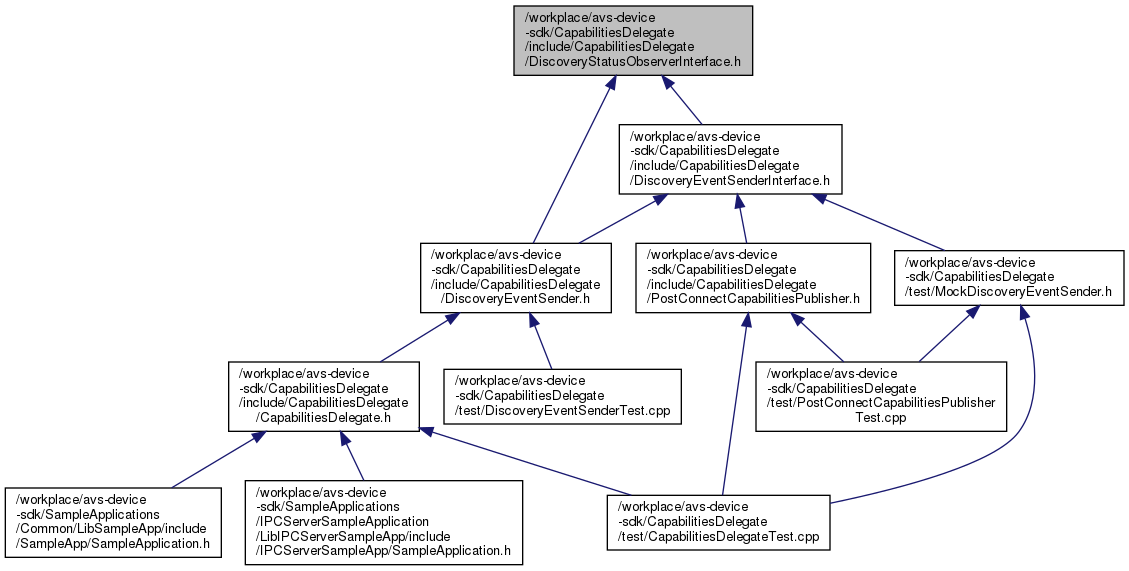 /workplace/avs-device
-sdk/CapabilitiesDelegate
/include/CapabilitiesDelegate
/DiscoveryStatusObserverInterface.h
/workplace/avs-device
-sdk/CapabilitiesDelegate
/include/CapabilitiesDelegate
/DiscoveryEventSenderInterface.h
/workplace/avs-device
-sdk/CapabilitiesDelegate
/include/CapabilitiesDelegate
/DiscoveryEventSender.h
/workplace/avs-device
-sdk/CapabilitiesDelegate
/include/CapabilitiesDelegate
/PostConnectCapabilitiesPublisher.h
/workplace/avs-device
-sdk/CapabilitiesDelegate
/test/MockDiscoveryEventSender.h
/workplace/avs-device
-sdk/CapabilitiesDelegate
/include/CapabilitiesDelegate
/CapabilitiesDelegate.h
/workplace/avs-device
-sdk/CapabilitiesDelegate
/test/DiscoveryEventSenderTest.cpp
/workplace/avs-device
-sdk/CapabilitiesDelegate
/test/PostConnectCapabilitiesPublisher
Test.cpp
/workplace/avs-device
-sdk/SampleApplications
/Common/LibSampleApp/include
/SampleApp/SampleApplication.h
/workplace/avs-device
-sdk/SampleApplications
/IPCServerSampleApplication
/LibIPCServerSampleApp/include
/IPCServerSampleApp/SampleApplication.h
/workplace/avs-device
-sdk/CapabilitiesDelegate
/test/CapabilitiesDelegateTest.cpp